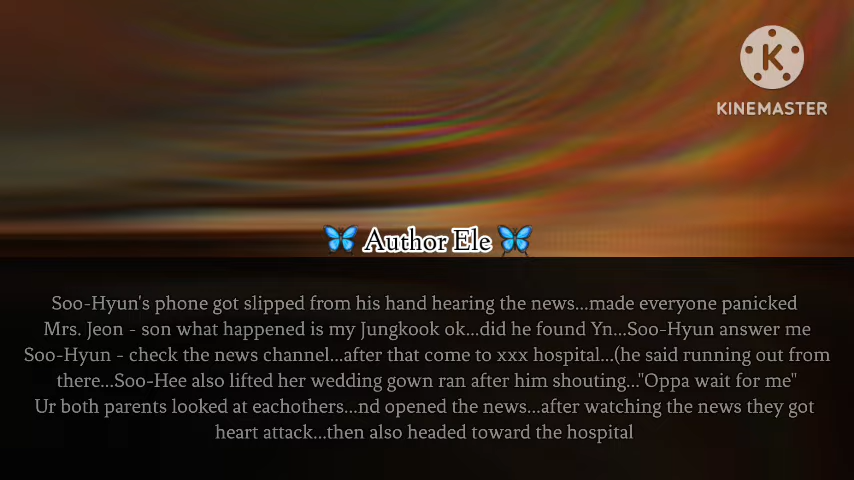 KINEMASTER
🦋 Author Ele 🦋
Soo-Hyun's phone got slipped from his hand hearing the news...made everyone panicked
Mrs. Jeon - son what happened is my Jungkook ok...did he found Yn...Soo-Hyun answer me
Soo-Hyun - check the news channel...after that come to xxx hospital...(he said running out from
there...Soo-Hee also lifted her wedding gown ran after him shouting..."Oppa wait for me"
Ur both parents looked at eachothers...nd opened the news...after watching the news they got
heart attack...then also headed toward the hospital